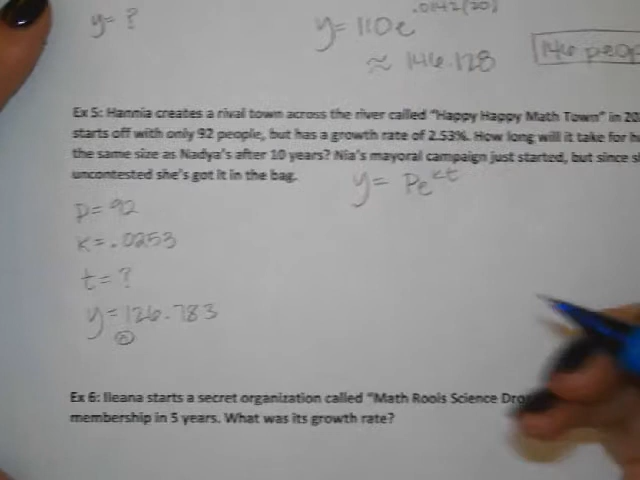 y= ?
y= 110e^.0142(20)
≈ 146.128
146 peop
Ex 5: Hannia creates a rival town across the river called "Happy Happy Math Town" in 20
starts off with only 92 people, but has a growth rate of 2.53%. How long will it take for h
the same size as Nadya's after 10 years? Nia's mayoral campaign just started, but since s
uncontested she's got it in the bag.
y= Pe^kt
P= 92
K= .0253
t= ?
y= 126.783
Ex 6: Ileana starts a secret organization called "Math Rools Science Dro
membership in 5 years. What was its growth rate?